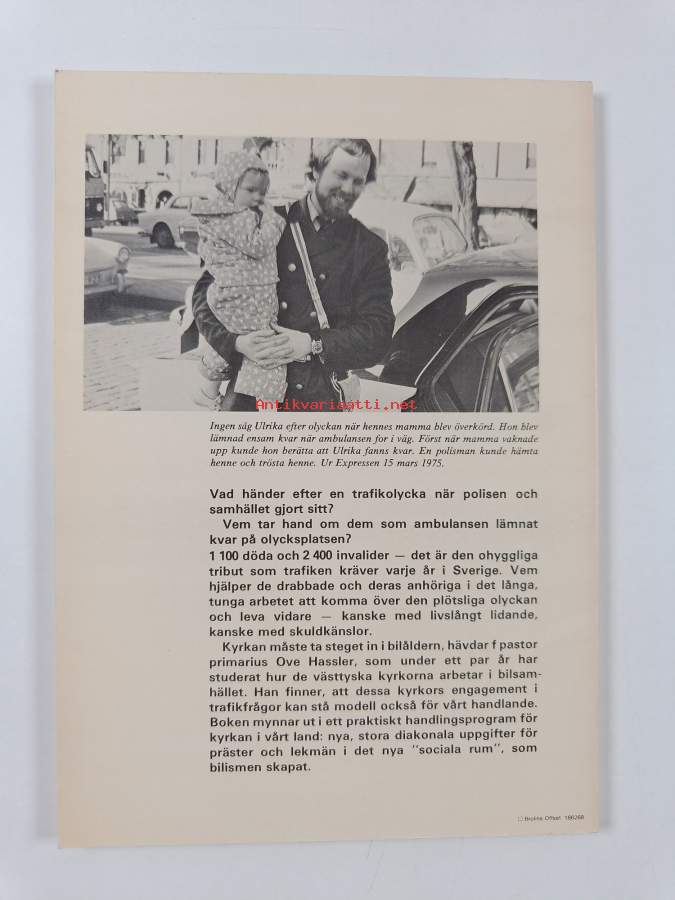 Antikvariaatti.net
Ingen såg Ulrika efter olyckan när hennes mamma blev överkörd. Hon blev
lämnad ensam kvar när ambulansen for i väg. Först när mamma vaknade
upp kunde hon berätta att Ulrika fanns kvar. En polisman kunde hämta
henne och trösta henne. Ur Expressen 15 mars 1975.
Vad händer efter en trafikolycka när polisen och
samhället gjort sitt?
Vem tar hand om dem som ambulansen lämnat
kvar på olycksplatsen?
1 100 döda och 2 400 invalider — det är den ohyggliga
tribut som trafiken kräver varje år i Sverige. Vem
hjälper de drabbade och deras anhöriga i det långa,
tunga arbetet att komma över den plötsliga olyckan
och leva vidare — kanske med livslångt lidande,
kanske med skuldkänslor.
Kyrkan måste ta steget in i bilåldern, hävdar f pastor
primarius Ove Hassler, som under ett par år har
studerat hur de västtyska kyrkorna arbetar i bilsam-
hället. Han finner, att dessa kyrkors engagement i
trafikfrågor kan stå modell också för vårt handlande.
Boken mynnar ut i ett praktiskt handlingsprogram för
kyrkan i vårt land: nya, stora diakonala uppgifter för
präster och lekmän i det nya "sociala rum", som
bilismen skapat.
Brolins Offset 186268